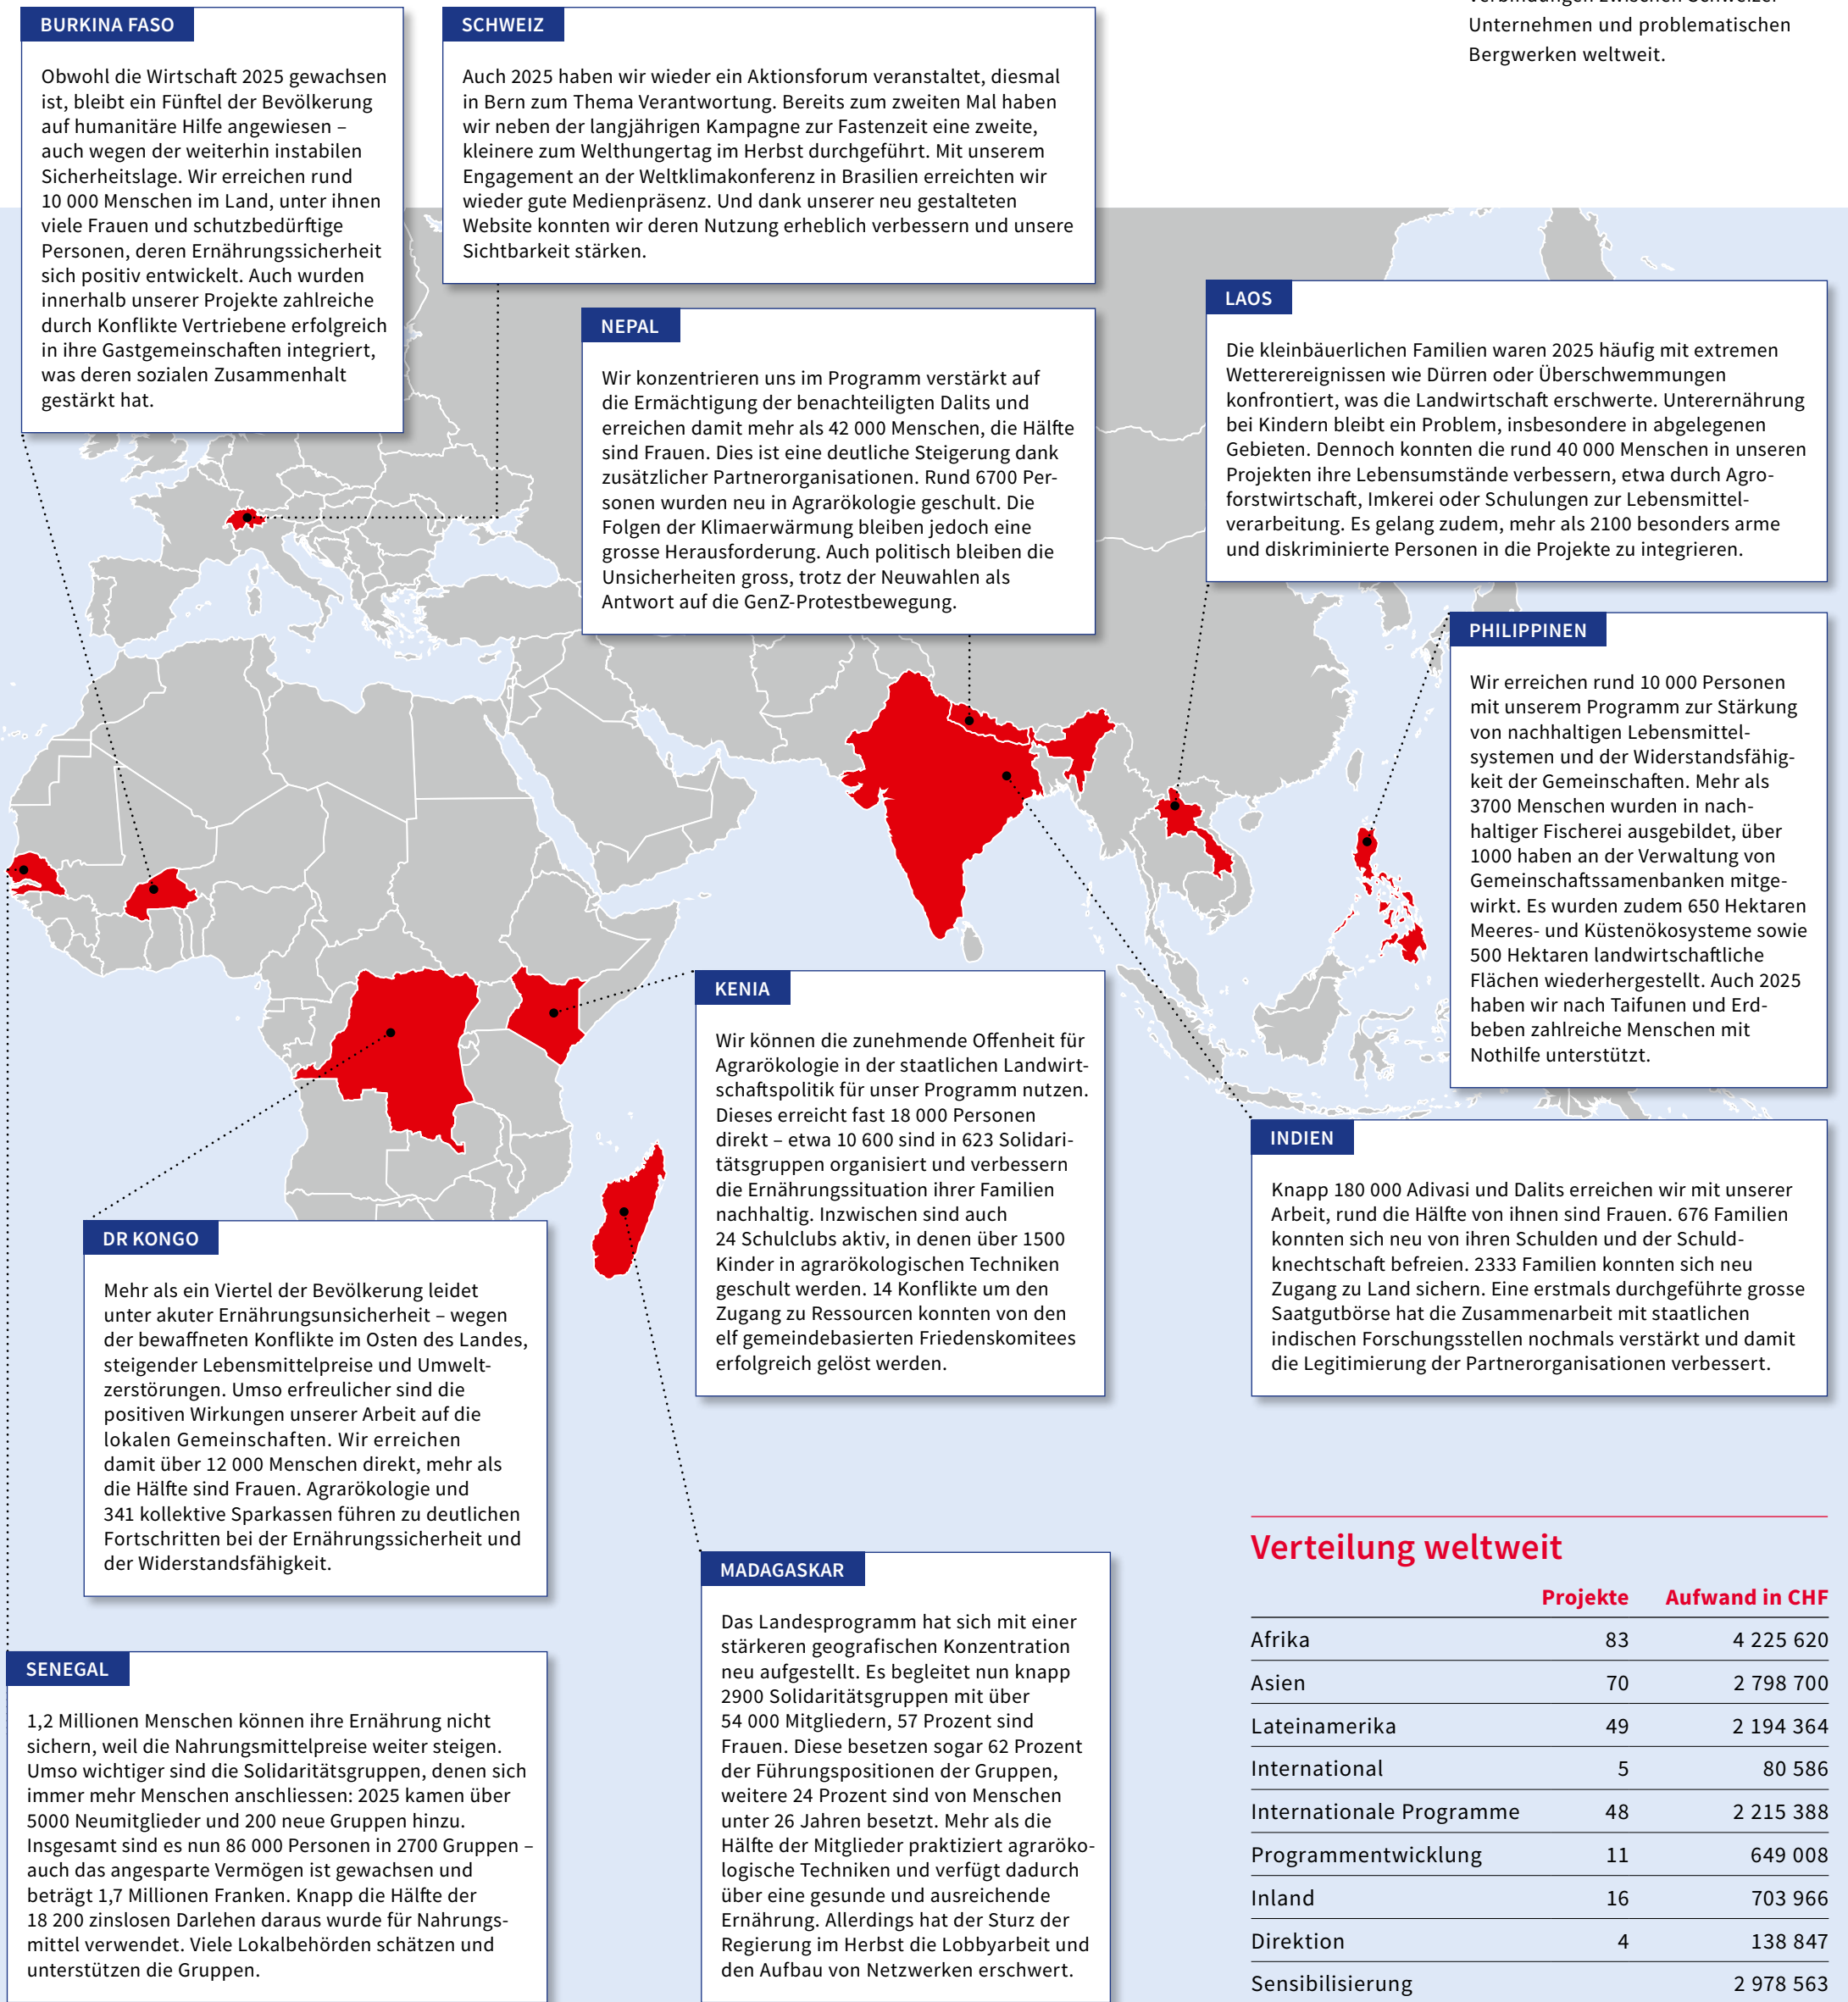 Unternehmen und problematischen
Bergwerken weltweit.
BURKINA FASO
Obwohl die Wirtschaft 2025 gewachsen
ist, bleibt ein Fünftel der Bevölkerung
auf humanitäre Hilfe angewiesen –
auch wegen der weiterhin instabilen
Sicherheitslage. Wir erreichen rund
10 000 Menschen im Land, unter ihnen
viele Frauen und schutzbedürftige
Personen, deren Ernährungssicherheit
sich positiv entwickelt. Auch wurden
innerhalb unserer Projekte zahlreiche
durch Konflikte Vertriebene erfolgreich
in ihre Gastgemeinschaften integriert,
was deren sozialen Zusammenhalt
gestärkt hat.
SCHWEIZ
Auch 2025 haben wir wieder ein Aktionsforum veranstaltet, diesmal
in Bern zum Thema Verantwortung. Bereits zum zweiten Mal haben
wir neben der langjährigen Kampagne zur Fastenzeit eine zweite,
kleinere zum Welthungertag im Herbst durchgeführt. Mit unserem
Engagement an der Weltklimakonferenz in Brasilien erreichten wir
wieder gute Medienpräsenz. Und dank unserer neu gestalteten
Website konnten wir deren Nutzung erheblich verbessern und unsere
Sichtbarkeit stärken.
NEPAL
Wir konzentrieren uns im Programm verstärkt auf
die Ermächtigung der benachteiligten Dalits und
erreichen damit mehr als 42 000 Menschen, die Hälfte
sind Frauen. Dies ist eine deutliche Steigerung dank
zusätzlicher Partnerorganisationen. Rund 6700 Per-
sonen wurden neu in Agrarökologie geschult. Die
Folgen der Klimaerwärmung bleiben jedoch eine
grosse Herausforderung. Auch politisch bleiben die
Unsicherheiten gross, trotz der Neuwahlen als
Antwort auf die GenZ-Protestbewegung.
LAOS
Die kleinbäuerlichen Familien waren 2025 häufig mit extremen
Wetterereignissen wie Dürren oder Überschwemmungen
konfrontiert, was die Landwirtschaft erschwerte. Unterernährung
bei Kindern bleibt ein Problem, insbesondere in abgelegenen
Gebieten. Dennoch konnten die rund 40 000 Menschen in unseren
Projekten ihre Lebensumstände verbessern, etwa durch Agro-
forstwirtschaft, Imkerei oder Schulungen zur Lebensmittel-
verarbeitung. Es gelang zudem, mehr als 2100 besonders arme
und diskriminierte Personen in die Projekte zu integrieren.
PHILIPPINEN
Wir erreichen rund 10 000 Personen
mit unserem Programm zur Stärkung
von nachhaltigen Lebensmittel-
systemen und der Widerstandsfähig-
keit der Gemeinschaften. Mehr als
3700 Menschen wurden in nach-
haltiger Fischerei ausgebildet, über
1000 haben an der Verwaltung von
Gemeinschaftssamenbanken mitge-
wirkt. Es wurden zudem 650 Hektaren
Meeres- und Küstenökosysteme sowie
500 Hektaren landwirtschaftliche
Flächen wiederhergestellt. Auch 2025
haben wir nach Taifunen und Erd-
beben zahlreiche Menschen mit
Nothilfe unterstützt.
KENIA
Wir können die zunehmende Offenheit für
Agrarökologie in der staatlichen Landwirt-
schaftspolitik für unser Programm nutzen.
Dieses erreicht fast 18 000 Personen
direkt – etwa 10 600 sind in 623 Solidari-
tätsgruppen organisiert und verbessern
die Ernährungssituation ihrer Familien
nachhaltig. Inzwischen sind auch
24 Schulclubs aktiv, in denen über 1500
Kinder in agrarökologischen Techniken
geschult werden. 14 Konflikte um den
Zugang zu Ressourcen konnten von den
elf gemeindebasierten Friedenskomitees
erfolgreich gelöst werden.
INDIEN
Knapp 180 000 Adivasi und Dalits erreichen wir mit unserer
Arbeit, rund die Hälfte von ihnen sind Frauen. 676 Familien
konnten sich neu von ihren Schulden und der Schuld-
knechtschaft befreien. 2333 Familien konnten sich neu
Zugang zu Land sichern. Eine erstmals durchgeführte grosse
Saatgutbörse hat die Zusammenarbeit mit staatlichen
indischen Forschungsstellen nochmals verstärkt und damit
die Legitimierung der Partnerorganisationen verbessert.
DR KONGO
Mehr als ein Viertel der Bevölkerung leidet
unter akuter Ernährungsunsicherheit – wegen
der bewaffneten Konflikte im Osten des Landes,
steigender Lebensmittelpreise und Umwelt-
zerstörungen. Umso erfreulicher sind die
positiven Wirkungen unserer Arbeit auf die
lokalen Gemeinschaften. Wir erreichen
damit über 12 000 Menschen direkt, mehr als
die Hälfte sind Frauen. Agrarökologie und
341 kollektive Sparkassen führen zu deutlichen
Fortschritten bei der Ernährungssicherheit und
der Widerstandsfähigkeit.
MADAGASKAR
Das Landesprogramm hat sich mit einer
stärkeren geografischen Konzentration
neu aufgestellt. Es begleitet nun knapp
2900 Solidaritätsgruppen mit über
54 000 Mitgliedern, 57 Prozent sind
Frauen. Diese besetzen sogar 62 Prozent
der Führungspositionen der Gruppen,
weitere 24 Prozent sind von Menschen
unter 26 Jahren besetzt. Mehr als die
Hälfte der Mitglieder praktiziert agraröko-
logische Techniken und verfügt dadurch
über eine gesunde und ausreichende
Ernährung. Allerdings hat der Sturz der
Regierung im Herbst die Lobbyarbeit und
den Aufbau von Netzwerken erschwert.
SENEGAL
1,2 Millionen Menschen können ihre Ernährung nicht
sichern, weil die Nahrungsmittelpreise weiter steigen.
Umso wichtiger sind die Solidaritätsgruppen, denen sich
immer mehr Menschen anschliessen: 2025 kamen über
5000 Neumitglieder und 200 neue Gruppen hinzu.
Insgesamt sind es nun 86 000 Personen in 2700 Gruppen –
auch das angesparte Vermögen ist gewachsen und
beträgt 1,7 Millionen Franken. Knapp die Hälfte der
18 200 zinslosen Darlehen daraus wurde für Nahrungs-
mittel verwendet. Viele Lokalbehörden schätzen und
unterstützen die Gruppen.
Verteilung weltweit
Projekte Aufwand in CHF
Afrika 83 4 225 620
Asien 70 2 798 700
Lateinamerika 49 2 194 364
International 5 80 586
Internationale Programme 48 2 215 388
Programmentwicklung 11 649 008
Inland 16 703 966
Direktion 4 138 847
Sensibilisierung 2 978 563